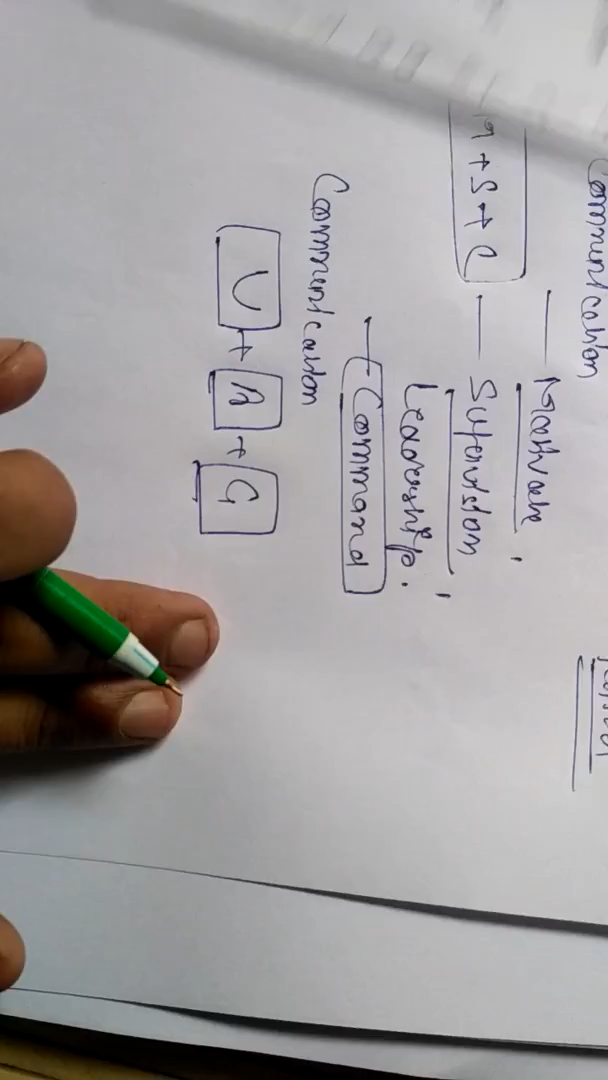 Communication
— Motivate,
M + S + C — Supervision,
Leadership.
— Command
Communication
V + A + G